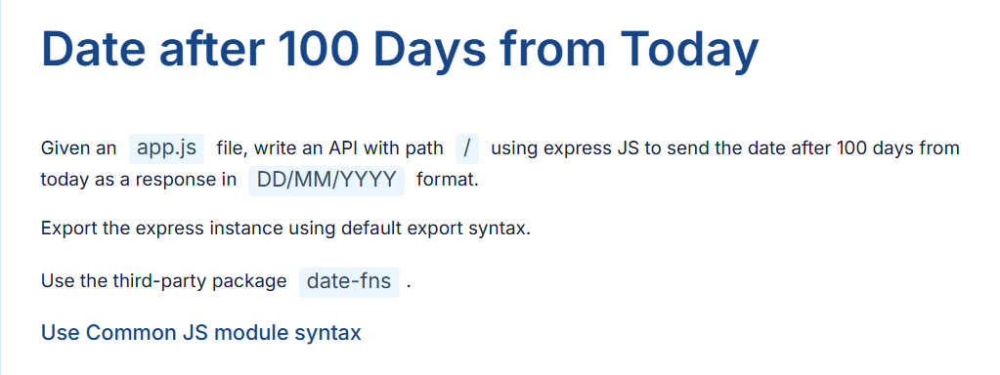 Date after 100 Days from Today
Given an app.js file, write an API with path / using express JS to send the date after 100 days from
today as a response in DD/MM/YYYY format.
Export the express instance using default export syntax.
Use the third-party package date-fns .
Use Common JS module syntax